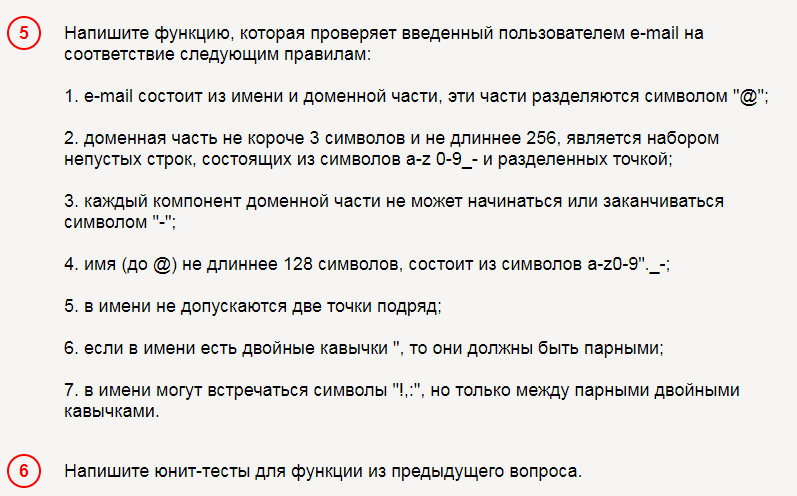 5 Напишите функцию, которая проверяет введенный пользователем e-mail на
соответствие следующим правилам:
1. e-mail состоит из имени и доменной части, эти части разделяются символом "@";
2. доменная часть не короче 3 символов и не длиннее 256, является набором
непустых строк, состоящих из символов a-z 0-9_- и разделенных точкой;
3. каждый компонент доменной части не может начинаться или заканчиваться
символом "-";
4. имя (до @) не длиннее 128 символов, состоит из символов a-z0-9"._-;
5. в имени не допускаются две точки подряд;
6. если в имени есть двойные кавычки ", то они должны быть парными;
7. в имени могут встречаться символы "!,:", но только между парными двойными
кавычками.
6 Напишите юнит-тесты для функции из предыдущего вопроса.